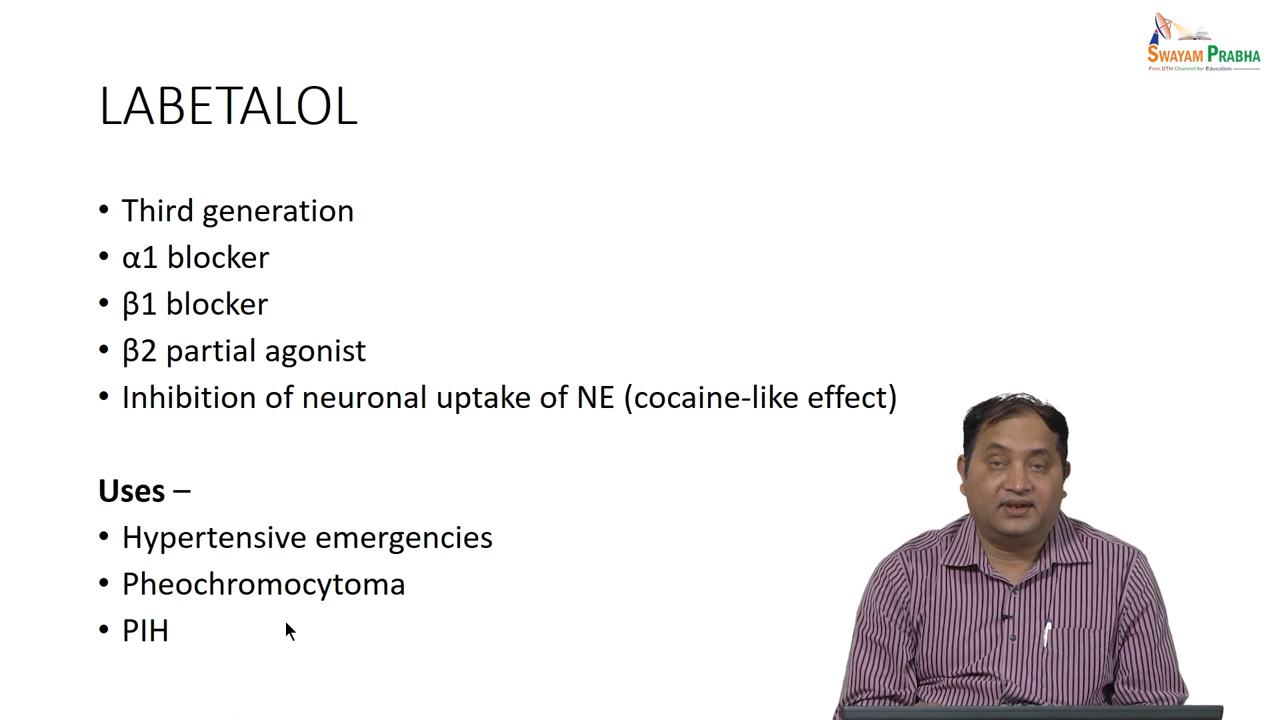 SWAYAM PRABHA
Free DTH Channel for Education
LABETALOL
• Third generation
• α1 blocker
• β1 blocker
• β2 partial agonist
• Inhibition of neuronal uptake of NE (cocaine-like effect)
Uses –
• Hypertensive emergencies
• Pheochromocytoma
• PIH